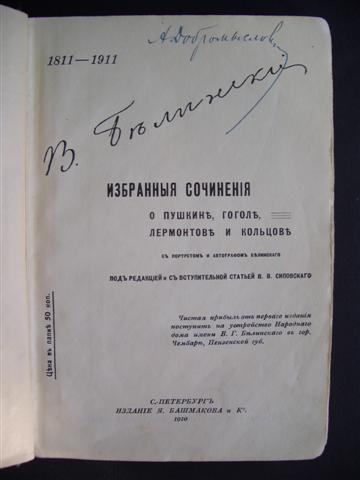 А Добромыслов
1811—1911
В. Бѣлинскій
ИЗБРАННЫЯ СОЧИНЕНІЯ
О ПУШКИНѢ, ГОГОЛѢ,
ЛЕРМОНТОВѢ И КОЛЬЦОВѢ
СЪ ПОРТРЕТОМЪ И АВТОГРАФОМЪ БѢЛИНСКАГО
ПОДЪ РЕДАКЦІЕЙ И СЪ ВСТУПИТЕЛЬНОЙ СТАТЬЕЙ В. В. СИПОВСКАГО
Чистая прибыль отъ перваго изданія
поступитъ на устройство Народнаго
дома имени В. Г. Бѣлинскаго въ гор.
Чембарѣ, Пензенской губ.
Цѣна въ папкѣ 50 коп.
С.-ПЕТЕРБУРГЪ
ИЗДАНІЕ Я. БАШМАКОВА и Кº.
1910